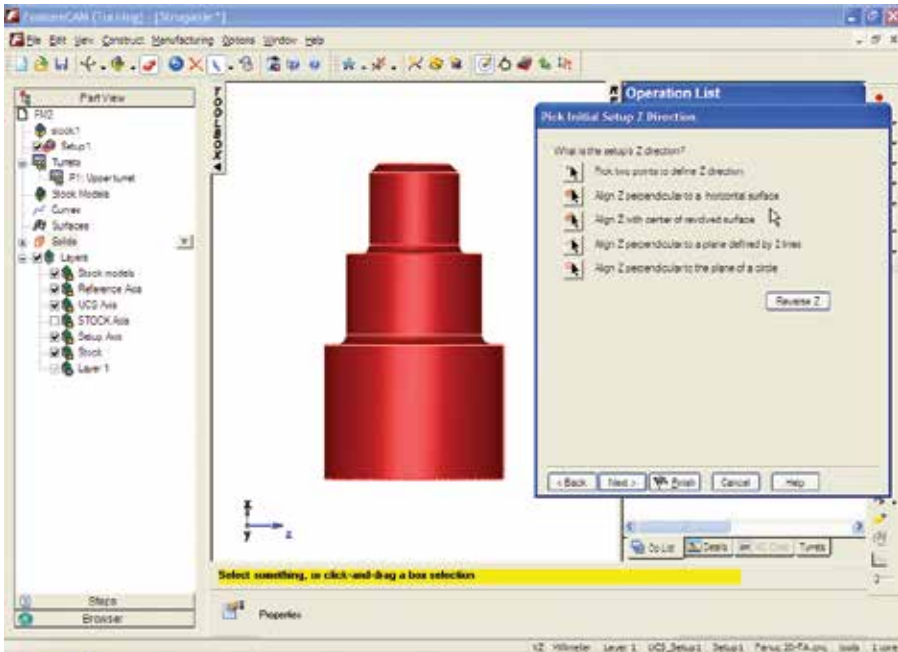 FeatureCAM (Turning) - [Strugarie *]
File Edit View Construct Manufacturing Options Window Help
Part View
FM2
stock1
Setup1
Turrets
P1: Upper turret
Stock Models
Curves
Surfaces
Solids
Layers
Stock models
Reference Axis
UCS Axis
STOCK Axis
Setup Axis
Stock
Layer 1
Steps
Browser
TOOLBOX
Operation List
Pick Initial Setup Z Direction
What is the setup's Z direction?
Pick two points to define Z direction
Align Z perpendicular to a horizontal surface
Align Z with center of revolved surface
Align Z perpendicular to a plane defined by 2 lines
Align Z perpendicular to the plane of a circle
Reverse Z
< Back Next > Finish Cancel Help
Op List Details NC Code Turrets
x
y z
Select something, or click-and-drag a box selection
Properties
Millimeter Layer 1 UCS_Setup1 Setup1 tools